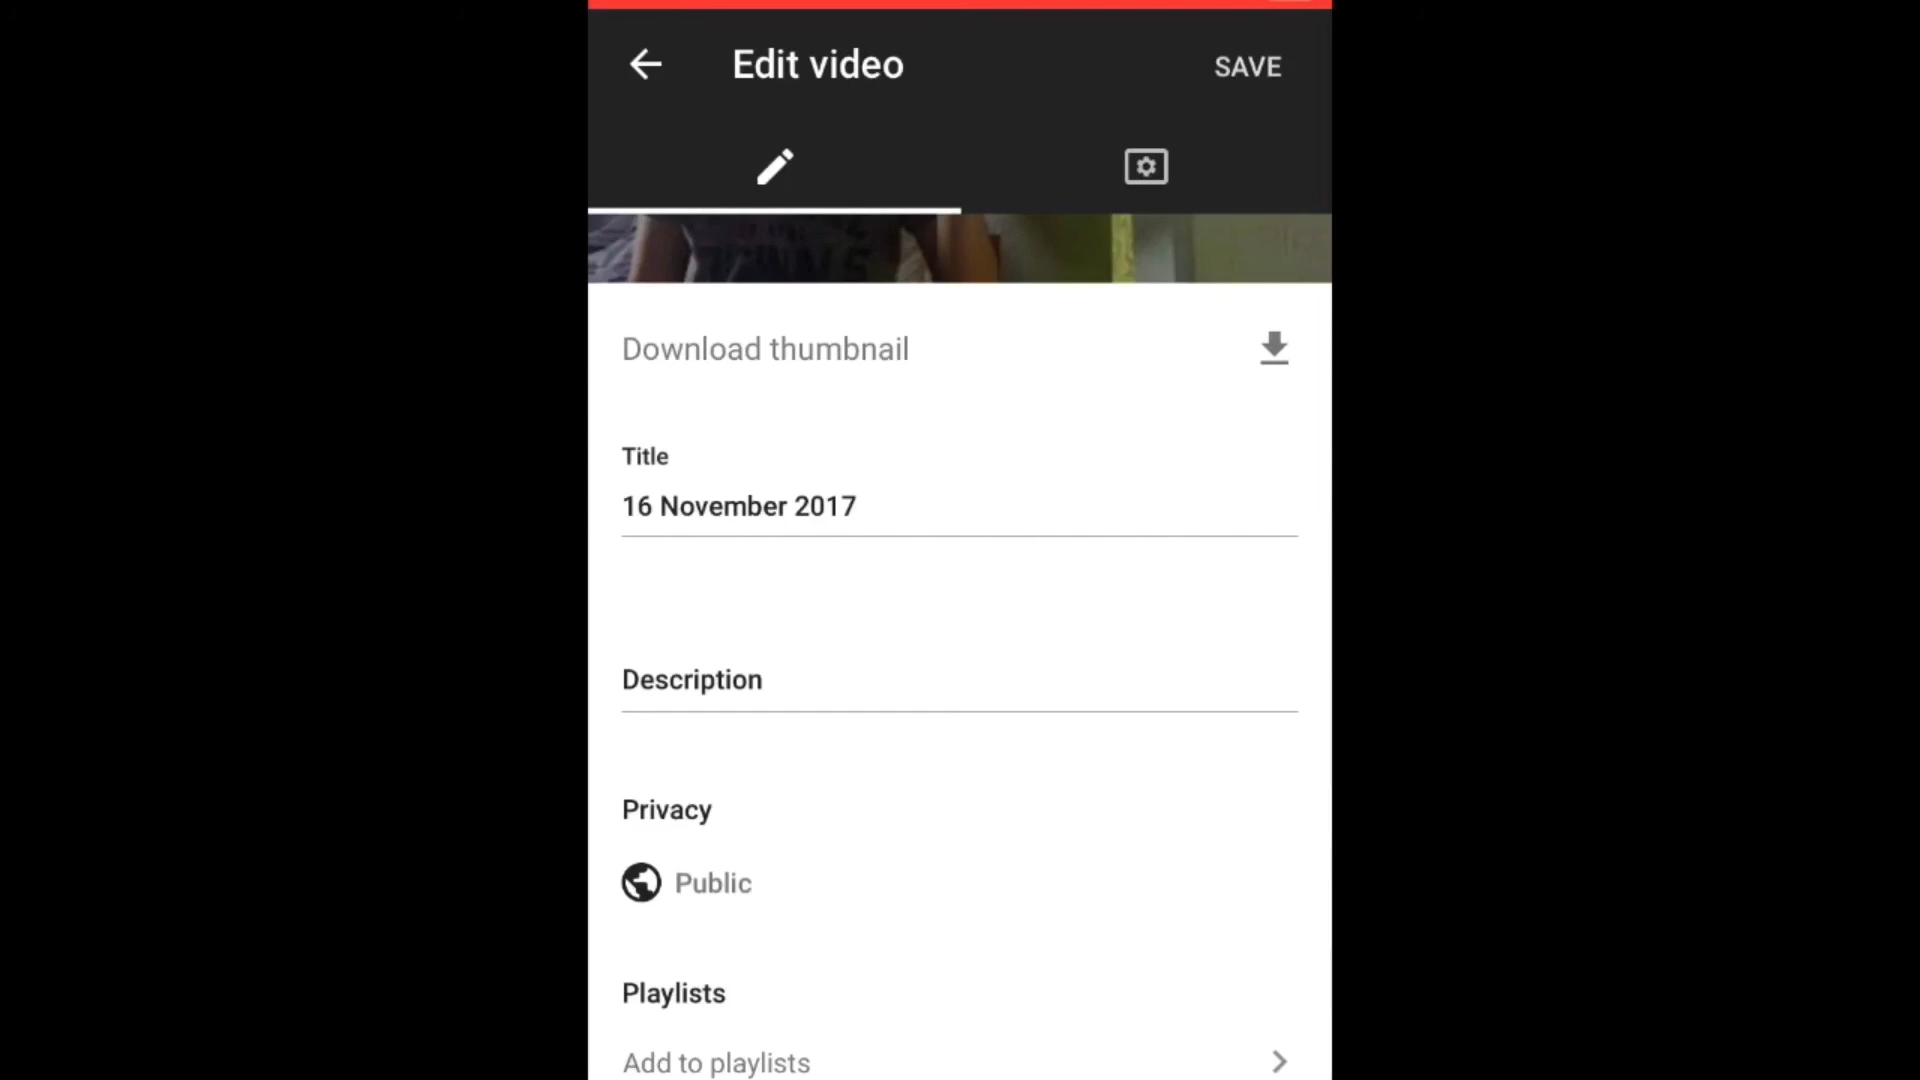 Edit video
SAVE
Download thumbnail
Title
16 November 2017
Description
Privacy
Public
Playlists
Add to playlists